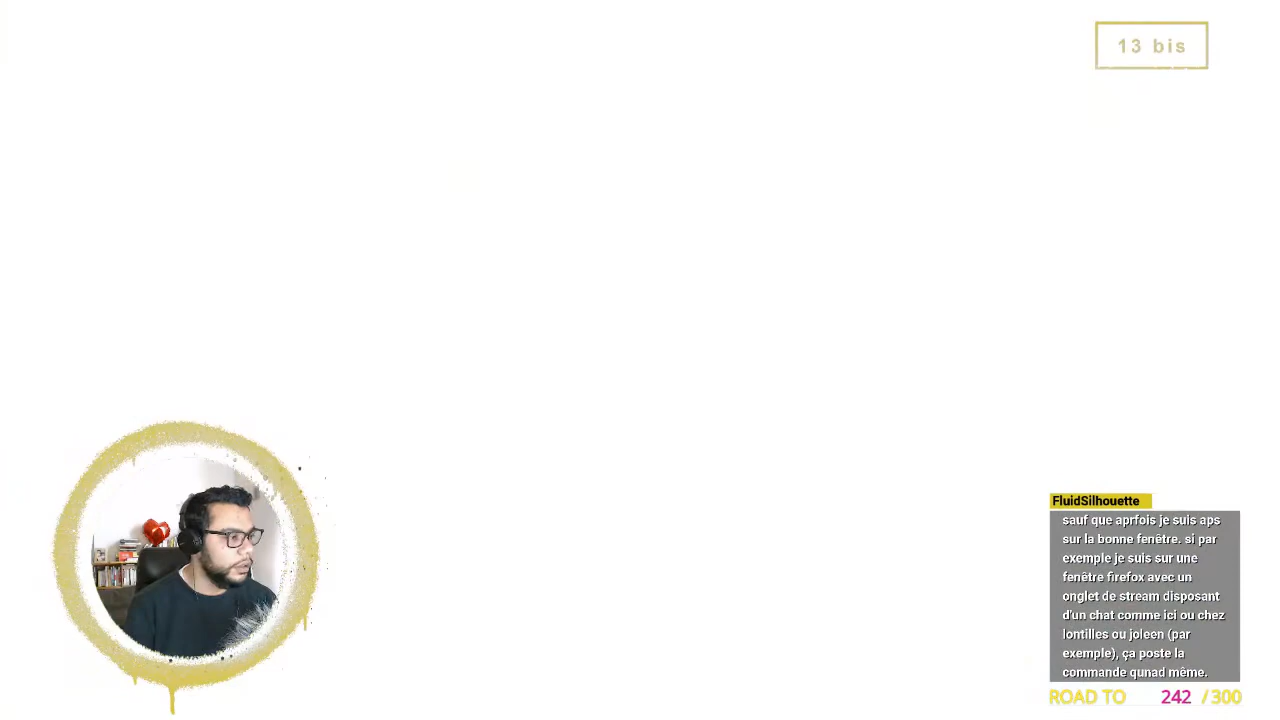 13 bis
FluidSilhouette
sauf que aprfois je suis aps
sur la bonne fenêtre. si par
exemple je suis sur une
fenêtre firefox avec un
onglet de stream disposant
d'un chat comme ici ou chez
lontilles ou joleen (par
exemple), ça poste la
commande qunad même.
ROAD TO 242 / 300